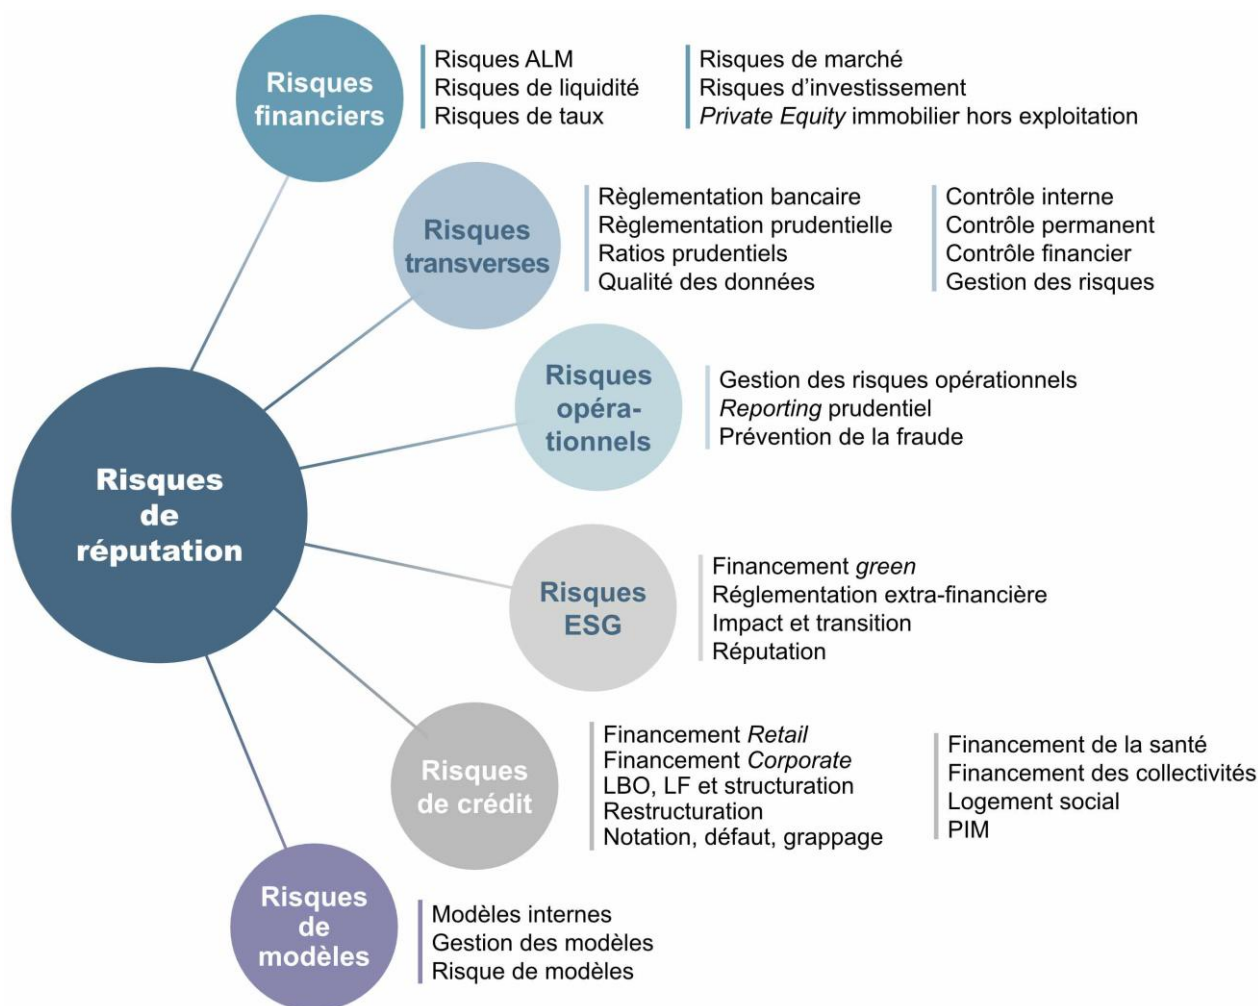 Risques
financiers
Risques ALM
Risques de liquidité
Risques de taux
Risques de marché
Risques d’investissement
Private Equity immobilier hors exploitation
Risques
transverses
Règlementation bancaire
Règlementation prudentielle
Ratios prudentiels
Qualité des données
Contrôle interne
Contrôle permanent
Contrôle financier
Gestion des risques
Risques
opéra-
tionnels
Gestion des risques opérationnels
Reporting prudentiel
Prévention de la fraude
Risques
de
réputation
Risques
ESG
Financement green
Réglementation extra-financière
Impact et transition
Réputation
Risques
de crédit
Financement Retail
Financement Corporate
LBO, LF et structuration
Restructuration
Notation, défaut, grappage
Financement de la santé
Financement des collectivités
Logement social
PIM
Risques
de
modèles
Modèles internes
Gestion des modèles
Risque de modèles